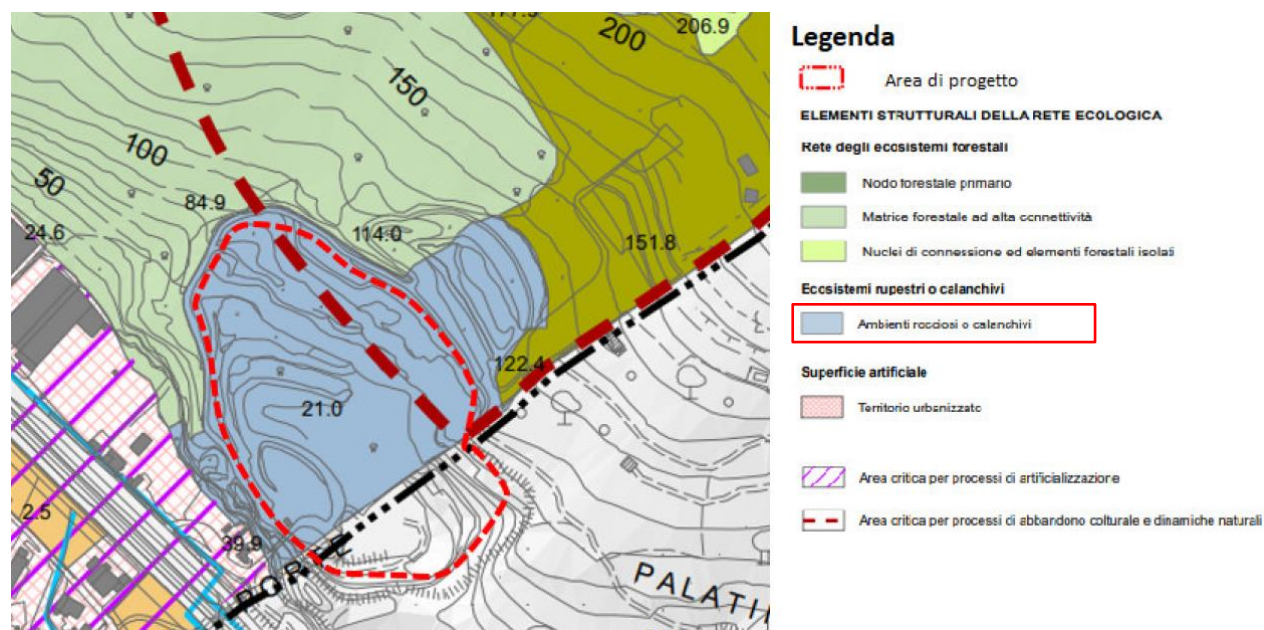 200
206.9
150
100
50
84.9
24.6
114.0
151.8
122.4
21.0
2.5
39.9
PORTE
PALATI
Legenda
Area di progetto
ELEMENTI STRUTTURALI DELLA RETE ECOLOGICA
Rete degli ecosistemi forestali
Nodo forestale primario
Matrice forestale ad alta connettività
Nuclei di connessione ed elementi forestali isolati
Ecosistemi rupestri o calanchivi
Ambienti rocciosi o calanchivi
Superficie artificiale
Territorio urbanizzato
Area critica per processi di artificializzazione
Area critica per processi di abbandono colturale e dinamiche naturali